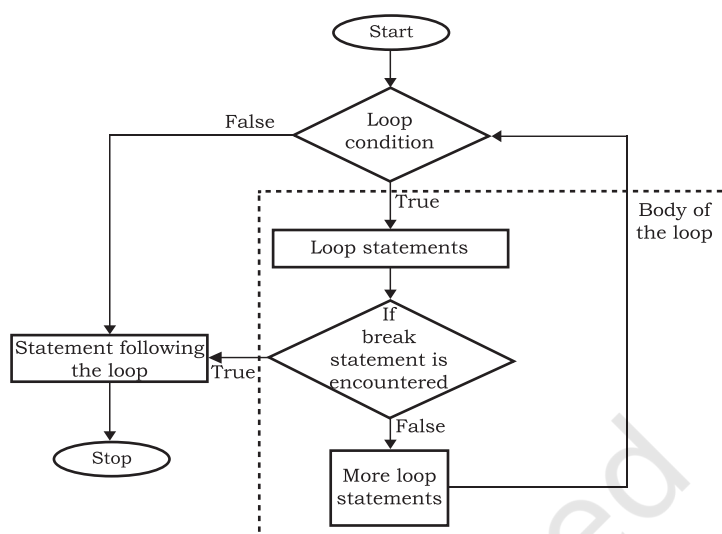 Start
Loop
condition
False
True
Body of
the loop
Loop statements
If
break
statement is
encountered
Statement following
the loop
True
False
Stop
More loop
statements